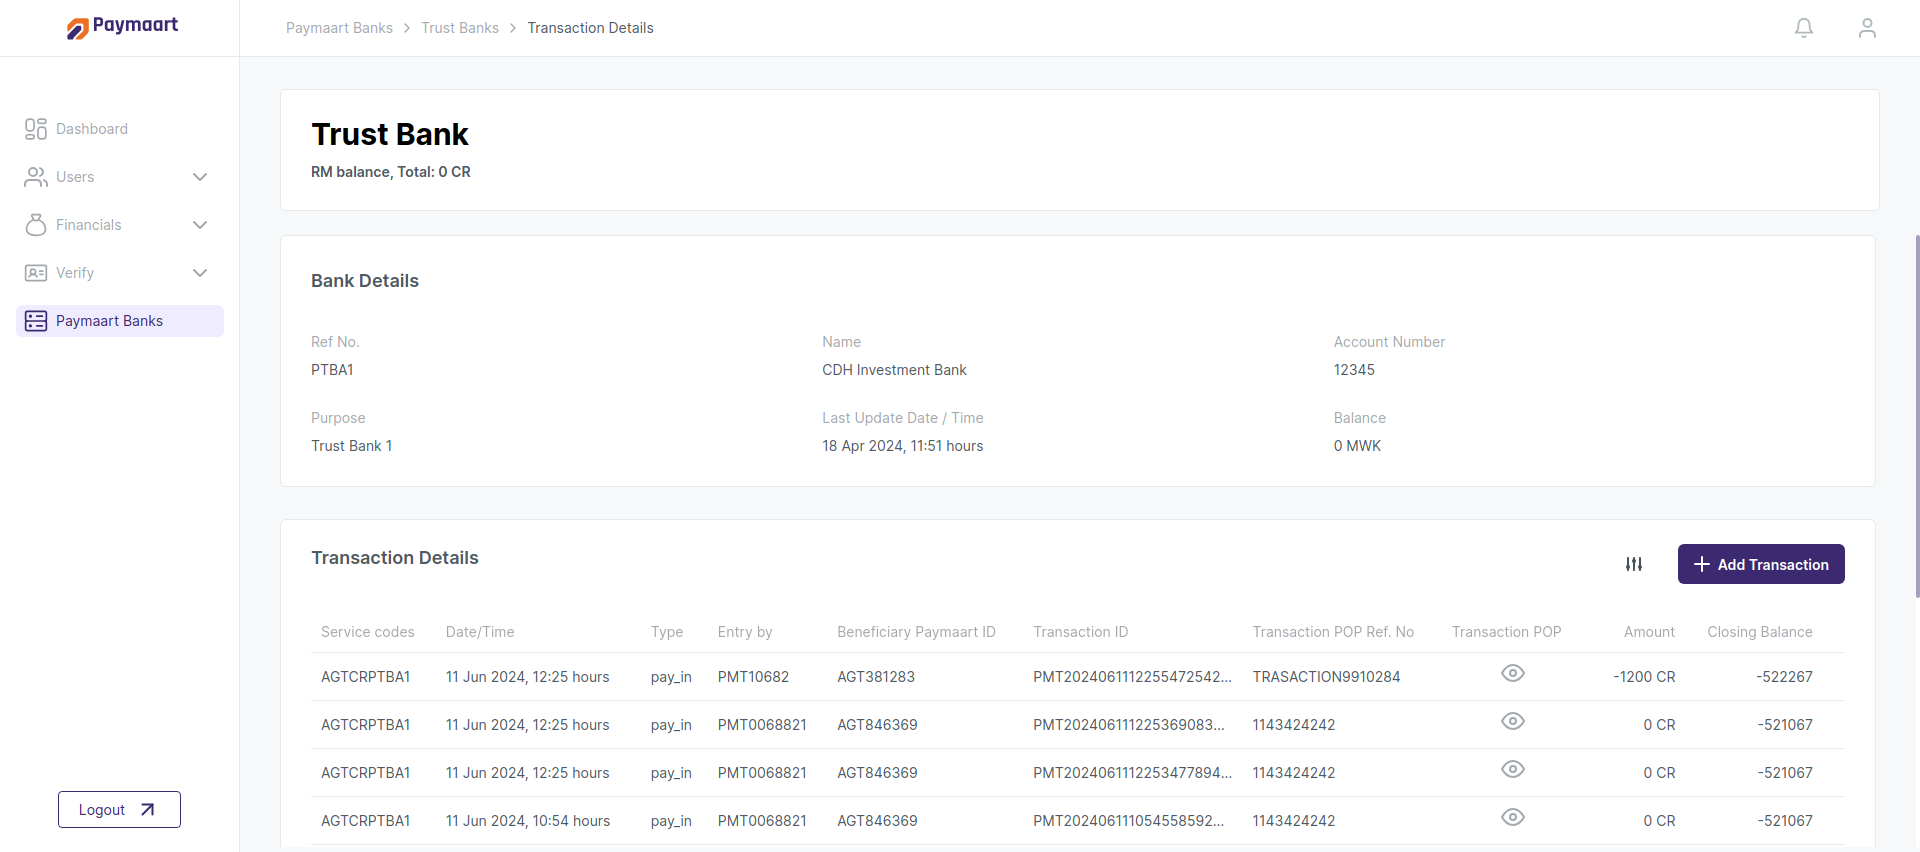 Paymaart
Paymaart Banks > Trust Banks > Transaction Details
Dashboard
Users
Financials
Verify
Paymaart Banks
Logout
Trust Bank
RM balance, Total: 0 CR
Bank Details
Ref No. Name Account Number
PTBA1 CDH Investment Bank 12345
Purpose Last Update Date / Time Balance
Trust Bank 1 18 Apr 2024, 11:51 hours 0 MWK
Transaction Details
Add Transaction
Service codes Date/Time Type Entry by Beneficiary Paymaart ID Transaction ID Transaction POP Ref. No Transaction POP Amount Closing Balance
AGTCRPTBA1 11 Jun 2024, 12:25 hours pay_in PMT10682 AGT381283 PMT2024061112255472542... TRASACTION9910284 -1200 CR -522267
AGTCRPTBA1 11 Jun 2024, 12:25 hours pay_in PMT0068821 AGT846369 PMT202406111225369083... 1143424242 0 CR -521067
AGTCRPTBA1 11 Jun 2024, 12:25 hours pay_in PMT0068821 AGT846369 PMT2024061112253477894... 1143424242 0 CR -521067
AGTCRPTBA1 11 Jun 2024, 10:54 hours pay_in PMT0068821 AGT846369 PMT202406111054558592... 1143424242 0 CR -521067